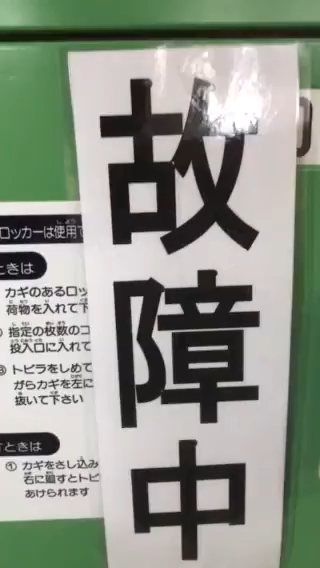 故障中
ロッカーは使用
ときは
カギのあるロッ
荷物を入れて下
指定の枚数のコ
投入口に入れて
③ トビラをしめて
がらカギを左に
抜いて下さい
ときは
① カギをさし込み
右に回すとトビ
あけられます